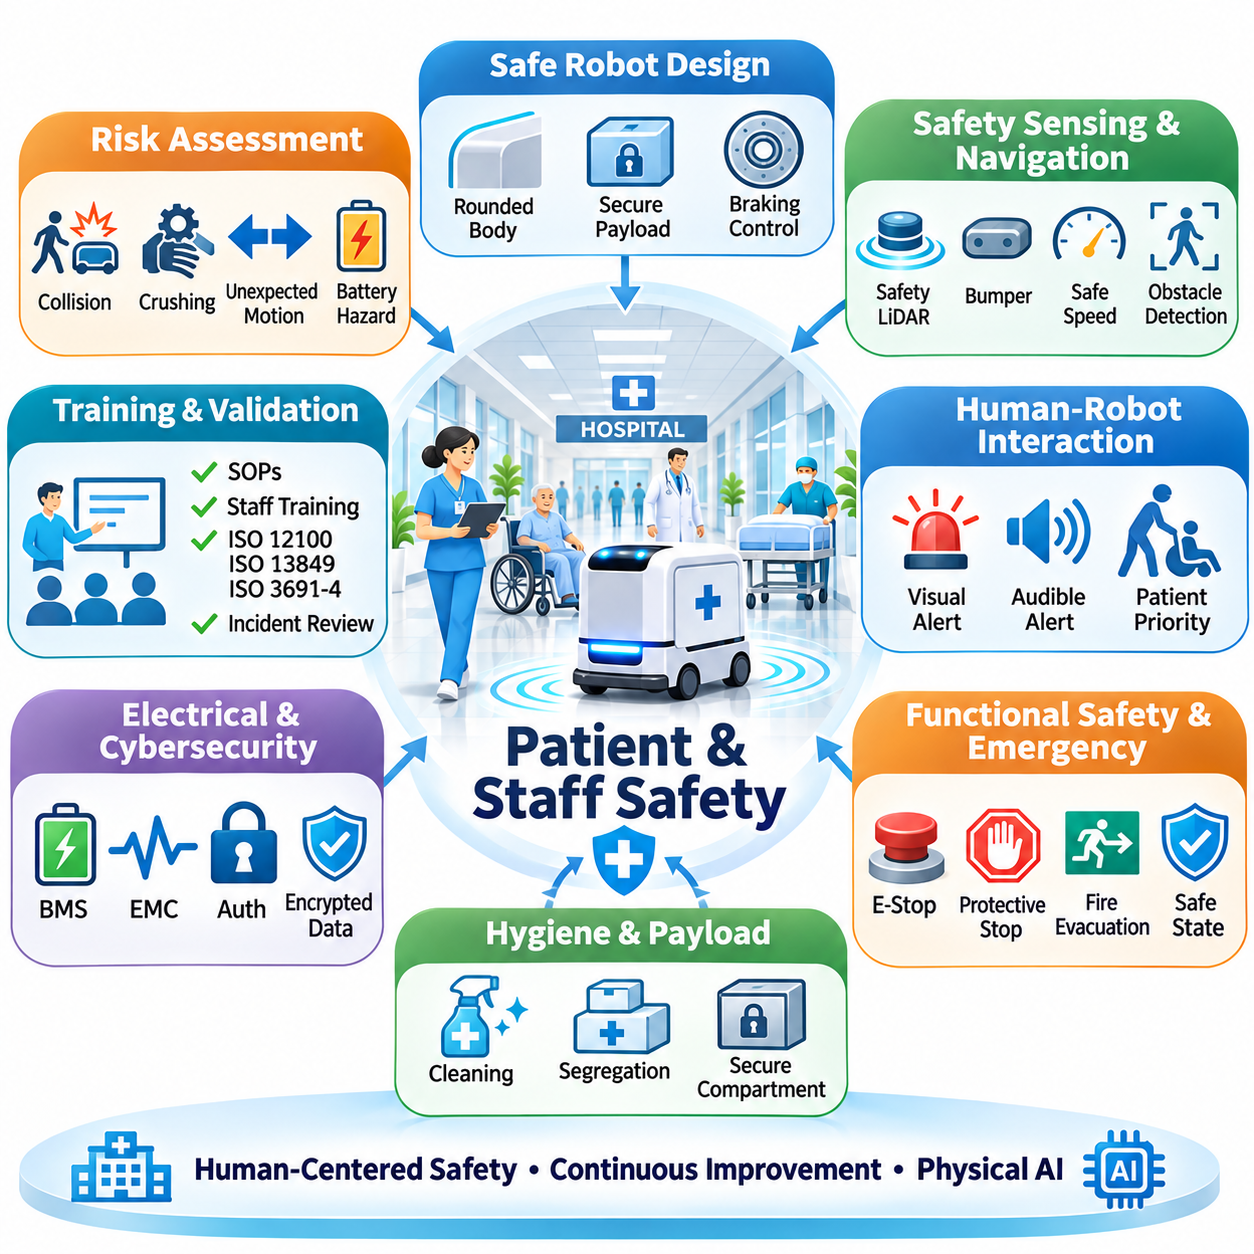 Safe Robot Design
Rounded
Body
Secure
Payload
Braking
Control
Risk Assessment
Collision
Crushing
Unexpected
Motion
Battery
Hazard
Safety Sensing &
Navigation
Safety
LiDAR
Bumper
Safe
Speed
Obstacle
Detection
Training & Validation
SOPs
Staff Training
ISO 12100
ISO 13849
ISO 3691-4
Incident Review
HOSPITAL
Human-Robot
Interaction
Visual
Alert
Audible
Alert
Patient
Priority
Electrical &
Cybersecurity
BMS
EMC
Auth
Encrypted
Data
Patient &
Staff Safety
Functional Safety &
Emergency
E-Stop
Protective
Stop
Fire
Evacuation
Safe
State
Hygiene & Payload
Cleaning
Segregation
Secure
Compartment
Human-Centered Safety • Continuous Improvement • Physical AI
AI